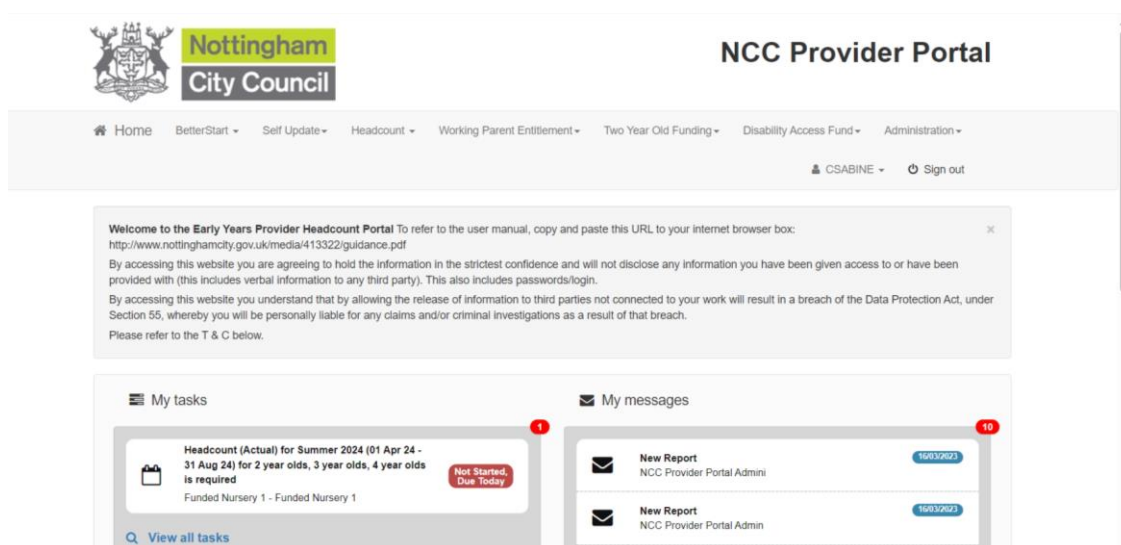 Nottingham
City Council
NCC Provider Portal
Home BetterStart Self Update Headcount Working Parent Entitlement Two Year Old Funding Disability Access Fund Administration
CSABINE Sign out
Welcome to the Early Years Provider Headcount Portal To refer to the user manual, copy and paste this URL to your internet browser box:
http://www.nottinghamcity.gov.uk/media/413322/guidance.pdf
By accessing this website you are agreeing to hold the information in the strictest confidence and will not disclose any information you have been given access to or have been
provided with (this includes verbal information to any third party). This also includes passwords/login.
By accessing this website you understand that by allowing the release of information to third parties not connected to your work will result in a breach of the Data Protection Act, under
Section 55, whereby you will be personally liable for any claims and/or criminal investigations as a result of that breach.
Please refer to the T & C below.
My tasks
1
Headcount (Actual) for Summer 2024 (01 Apr 24 -
31 Aug 24) for 2 year olds, 3 year olds, 4 year olds
is required
Funded Nursery 1 - Funded Nursery 1
Not Started,
Due Today
View all tasks
My messages
10
New Report
NCC Provider Portal Admini
16/03/2023
New Report
NCC Provider Portal Admin
16/03/2023